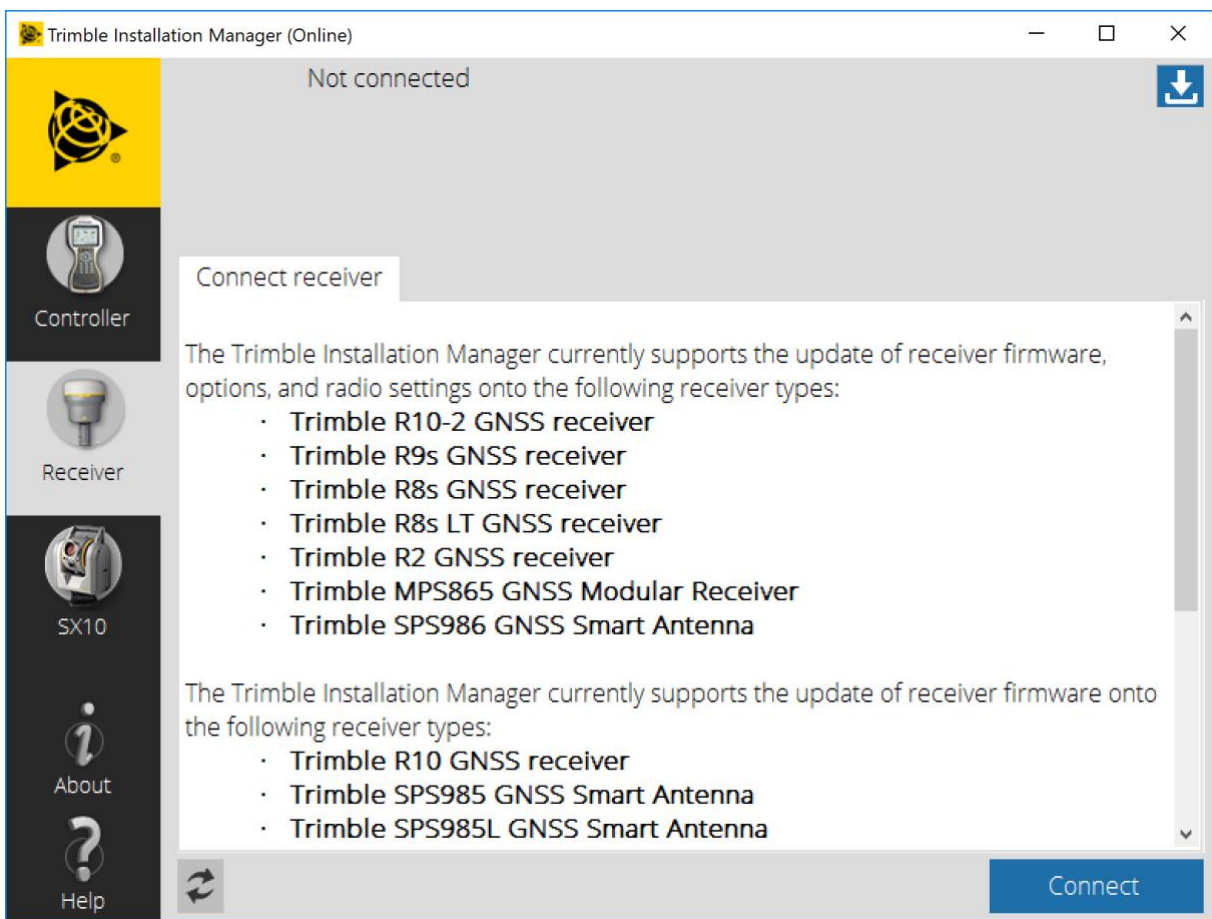 Trimble Installation Manager (Online)
Not connected
Controller
Receiver
SX10
About
Help
Connect receiver
The Trimble Installation Manager currently supports the update of receiver firmware,
options, and radio settings onto the following receiver types:
· Trimble R10-2 GNSS receiver
· Trimble R9s GNSS receiver
· Trimble R8s GNSS receiver
· Trimble R8s LT GNSS receiver
· Trimble R2 GNSS receiver
· Trimble MPS865 GNSS Modular Receiver
· Trimble SPS986 GNSS Smart Antenna
The Trimble Installation Manager currently supports the update of receiver firmware onto
the following receiver types:
· Trimble R10 GNSS receiver
· Trimble SPS985 GNSS Smart Antenna
· Trimble SPS985L GNSS Smart Antenna
Connect